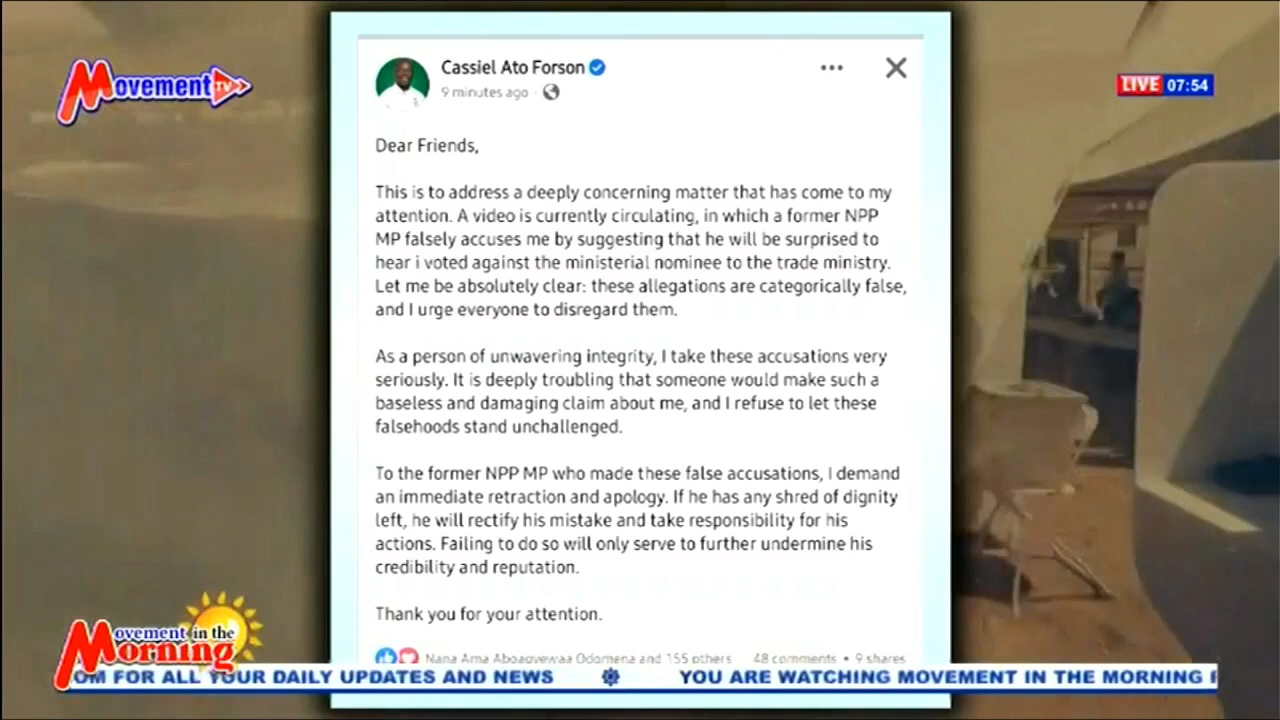 Movement TV
LIVE 07:54
Cassiel Ato Forson
9 minutes ago
Dear Friends,
This is to address a deeply concerning matter that has come to my
attention. A video is currently circulating, in which a former NPP
MP falsely accuses me by suggesting that he will be surprised to
hear i voted against the ministerial nominee to the trade ministry.
Let me be absolutely clear: these allegations are categorically false,
and I urge everyone to disregard them.
As a person of unwavering integrity, I take these accusations very
seriously. It is deeply troubling that someone would make such a
baseless and damaging claim about me, and I refuse to let these
falsehoods stand unchallenged.
To the former NPP MP who made these false accusations, I demand
an immediate retraction and apology. If he has any shred of dignity
left, he will rectify his mistake and take responsibility for his
actions. Failing to do so will only serve to further undermine his
credibility and reputation.
Thank you for your attention.
Nana Ama Aboagyewaa Odomena and 155 others 48 comments • 9 shares
Movement in the
Morning
OM FOR ALL YOUR DAILY UPDATES AND NEWS YOU ARE WATCHING MOVEMENT IN THE MORNING